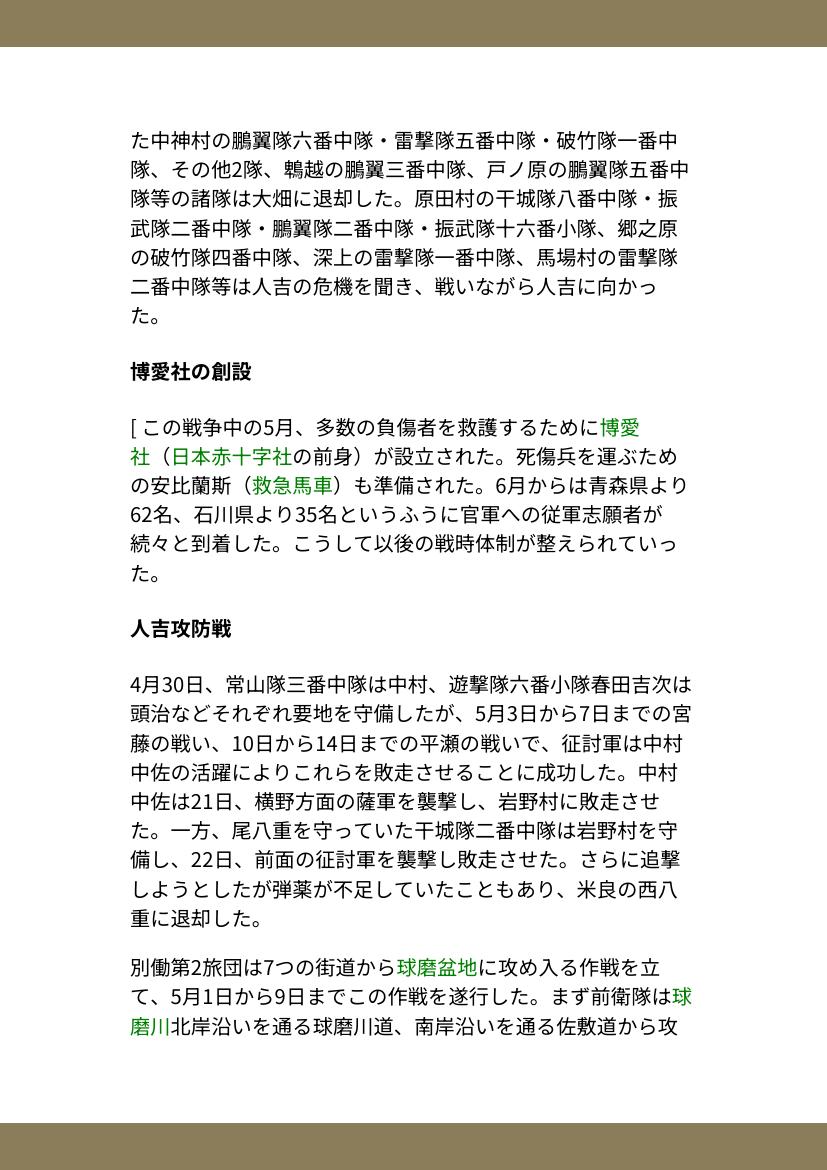 た中神村の鵬翼隊六番中隊・雷撃隊五番中隊・破竹隊一番中
隊、その他2隊、鵯越の鵬翼三番中隊、戸ノ原の鵬翼隊五番中
隊等の諸隊は大畑に退却した。原田村の干城隊八番中隊・振
武隊二番中隊・鵬翼隊二番中隊・振武隊十六番小隊、郷之原
の破竹隊四番中隊、深上の雷撃隊一番中隊、馬場村の雷撃隊
二番中隊等は人吉の危機を聞き、戦いながら人吉に向かっ
た。
博愛社の創設
[ この戦争中の5月、多数の負傷者を救護するために博愛
社（日本赤十字社の前身）が設立された。死傷兵を運ぶため
の安比蘭斯（救急馬車）も準備された。6月からは青森県より
62名、石川県より35名というふうに官軍への従軍志願者が
続々と到着した。こうして以後の戦時体制が整えられていっ
た。
人吉攻防戦
4月30日、常山隊三番中隊は中村、遊撃隊六番小隊春田吉次は
頭治などそれぞれ要地を守備したが、5月3日から7日までの宮
藤の戦い、10日から14日までの平瀬の戦いで、征討軍は中村
中佐の活躍によりこれらを敗走させることに成功した。中村
中佐は21日、横野方面の薩軍を襲撃し、岩野村に敗走させ
た。一方、尾八重を守っていた干城隊二番中隊は岩野村を守
備し、22日、前面の征討軍を襲撃し敗走させた。さらに追撃
しようとしたが弾薬が不足していたこともあり、米良の西八
重に退却した。
別働第2旅団は7つの街道から球磨盆地に攻め入る作戦を立
て、5月1日から9日までこの作戦を遂行した。まず前衛隊は球
磨川北岸沿いを通る球磨川道、南岸沿いを通る佐敷道から攻